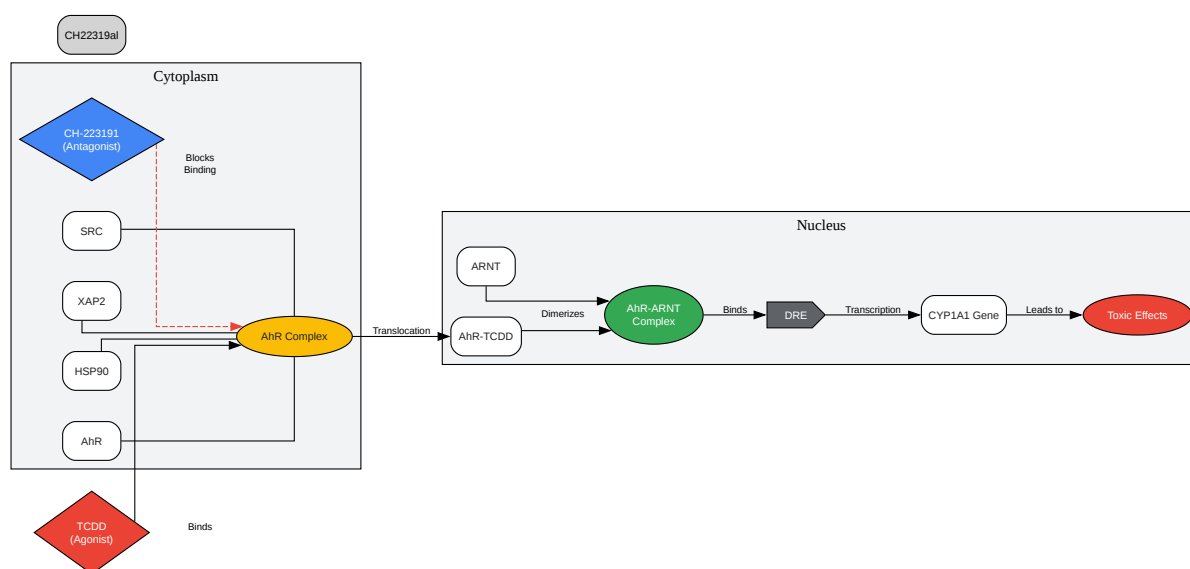 CH22319al
Cytoplasm
CH-223191
(Antagonist)
Blocks
Binding
SRC
XAP2
HSP90
AhR
AhR Complex
TCDD
(Agonist)
Binds
Translocation
Nucleus
ARNT
AhR-TCDD
Dimerizes
AhR-ARNT
Complex
Binds
DRE
Transcription
CYP1A1 Gene
Leads to
Toxic Effects